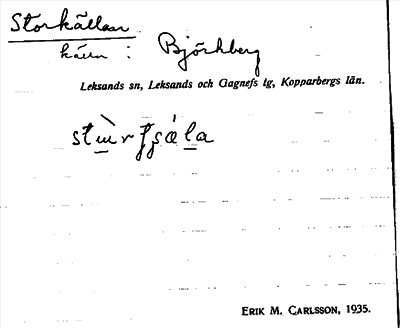 Storkällan
källa : Björkberg
Leksands sn, Leksands och Gagnefs tg, Kopparbergs län.
ERIK M. CARLSSON, 1935.